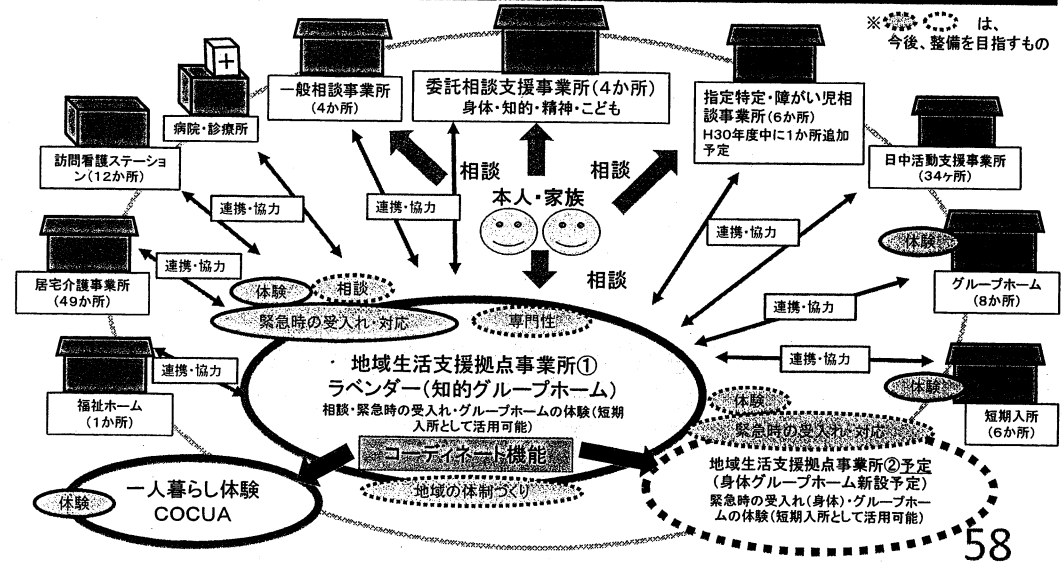 ※ は、
今後、整備を目指すもの
一般相談事業所
(4か所)
委託相談支援事業所(4か所)
身体・知的・精神・こども
指定特定・障がい児相
談事業所(6か所)
H30年度中に1か所追加
予定
病院・診療所
訪問看護ステーショ
ン(12か所)
日中活動支援事業所
(34ヶ所)
相談
相談
本人・家族
連携・協力
連携・協力
連携・協力
体験
居宅介護事業所
(49か所)
連携・協力
相談
グループホーム
(8か所)
体験
相談
緊急時の受入れ・対応
専門性
連携・協力
福祉ホーム
(1か所)
連携・協力
地域生活支援拠点事業所①
ラベンダー(知的グループホーム)
相談・緊急時の受入れ・グループホームの体験(短期
入所として活用可能)
連携・協力
体験
短期入所
(6か所)
体験
緊急時の受入れ・対応
コーディネート機能
地域の体制づくり
地域生活支援拠点事業所②予定
(身体グループホーム新設予定)
緊急時の受入れ(身体)・グループホー
ムの体験(短期入所として活用可能)
体験
一人暮らし体験
COCUA
58